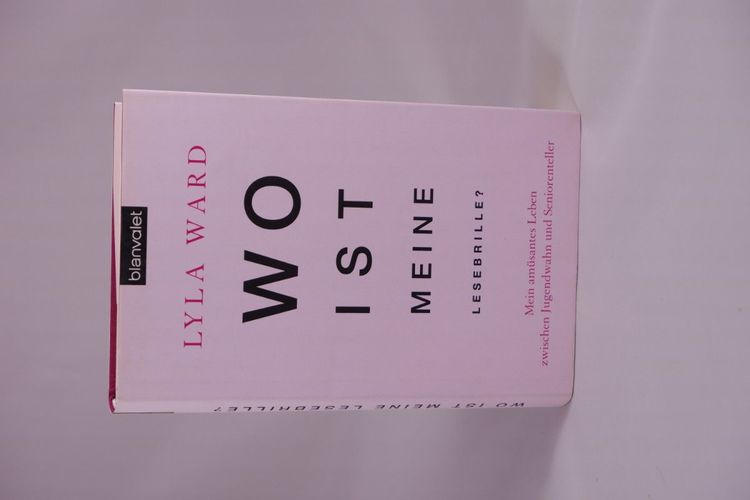 blanvalet
LYLA WARD
WO
IST
MEINE
LESEBRILLE?
Mein amüsantes Leben
zwischen Jugendwahn und Seniorenteller
WO IST MEINE LESEBRILLE?